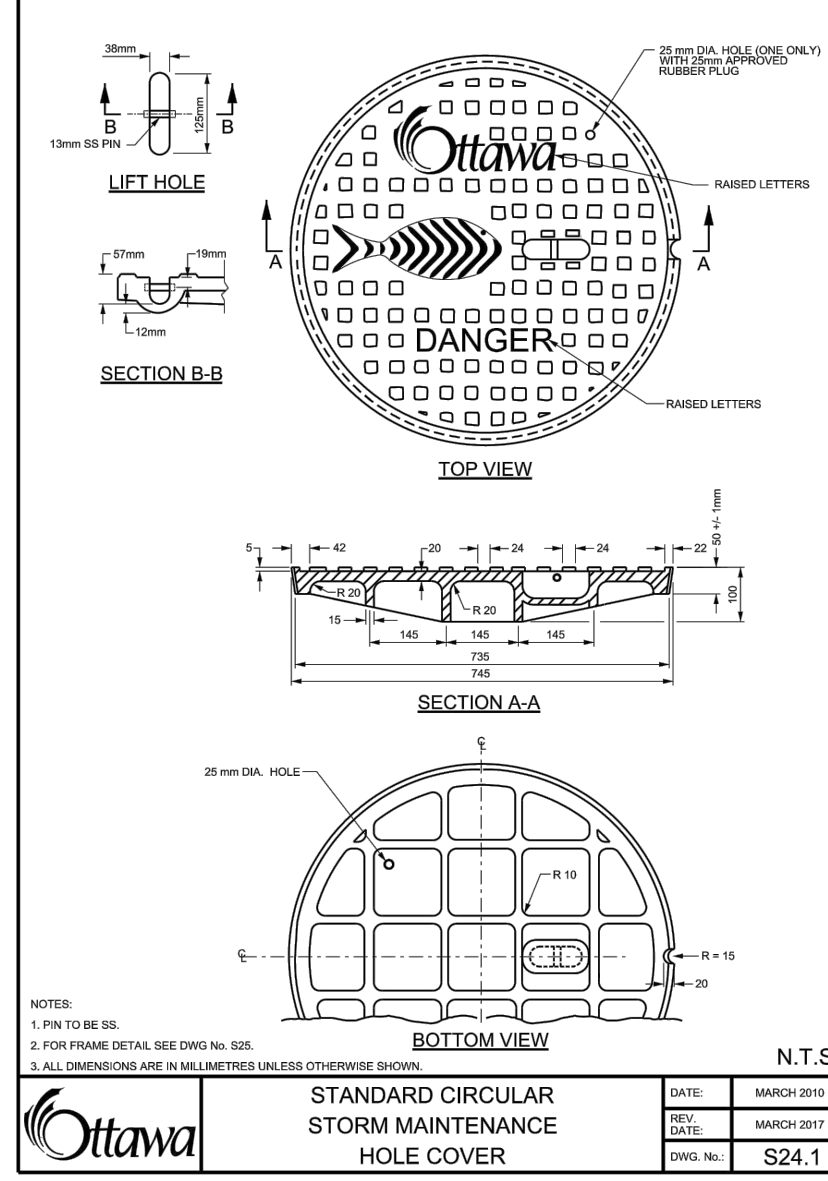 38mm
125mm
B
B
13mm SS PIN
LIFT HOLE
57mm
19mm
12mm
SECTION B-B
25 mm DIA. HOLE (ONE ONLY)
WITH 25mm APPROVED
RUBBER PLUG
Ottawa
RAISED LETTERS
A
A
DANGER
RAISED LETTERS
TOP VIEW
5
42
20
24
24
22
50 +/- 1mm
100
R 20
R 20
15
145
145
145
735
745
SECTION A-A
℄
25 mm DIA. HOLE
R 10
℄
R = 15
20
BOTTOM VIEW
NOTES:
1. PIN TO BE SS.
2. FOR FRAME DETAIL SEE DWG No. S25.
3. ALL DIMENSIONS ARE IN MILLIMETRES UNLESS OTHERWISE SHOWN.
N.T.S
Ottawa
STANDARD CIRCULAR
STORM MAINTENANCE
HOLE COVER
DATE: MARCH 2010
REV.
DATE: MARCH 2017
DWG. No.: S24.1